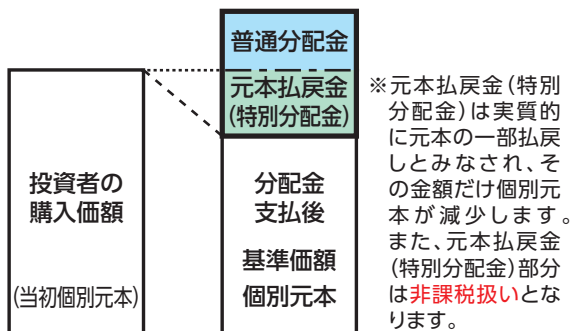 普通分配金
元本払戻金
(特別分配金)
投資者の
購入価額
(当初個別元本)
分配金
支払後
基準価額
個別元本
※元本払戻金(特別
分配金)は実質的
に元本の一部払戻
しとみなされ、そ
の金額だけ個別元
本が減少します。
また、元本払戻金
(特別分配金)部分
は非課税扱いとな
ります。